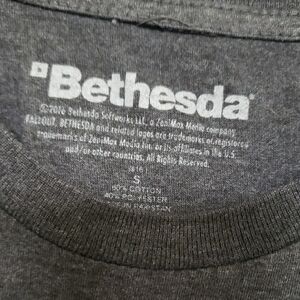 Bethesda
©2016 Bethesda Softworks LLC, a ZeniMax Media company.
FALLOUT, BETHESDA and related logos are trademarks or registered
trademarks of ZeniMax Media Inc. or its affiliates in the U.S.
and/or other countries. All Rights Reserved.
S
60% COTTON
40% POLYESTER
MADE IN PAKISTAN